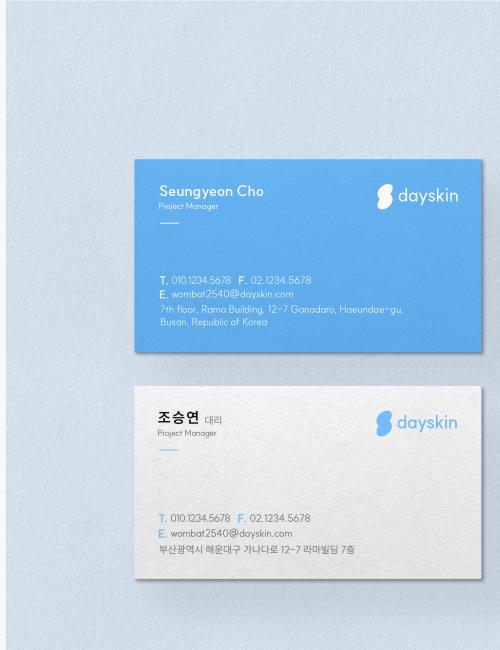 Seungyeon Cho
Project Manager
dayskin
T. 010.1234.5678 F. 02.1234.5678
E. wombat2540@dayskin.com
7th floor, Rama Building, 12-7 Ganadaro, Haeundae-gu,
Busan, Republic of Korea
조승연 대리
Project Manager
dayskin
T. 010.1234.5678 F. 02.1234.5678
E. wombat2540@dayskin.com
부산광역시 해운대구 가나다로 12-7 라마빌딩 7층